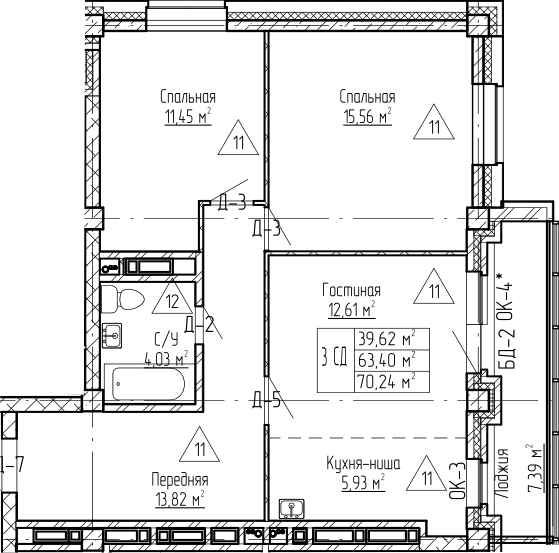 Спальная
11,45 м²
11
Спальная
15,56 м²
11
Д-3
Д-3
12
С/У
4,03 м²
Д-2
Гостиная
12,61 м²
11
3 СД
39,62 м²
63,40 м²
70,24 м²
БД-2 ОК-4*
Д-5
11
Передняя
13,82 м²
Д-7
Кухня-ниша
5,93 м²
11
ОК-3
Лоджия
7,39 м²